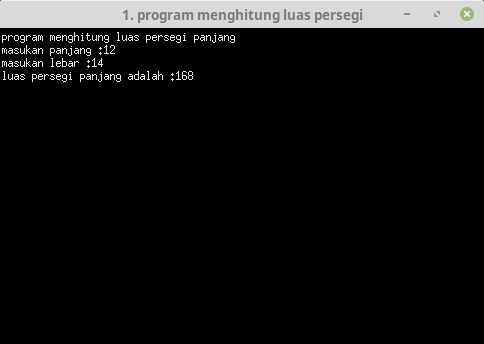 1. program menghitung luas persegi
program menghitung luas persegi panjang
masukan panjang :12
masukan lebar :14
luas persegi panjang adalah :168